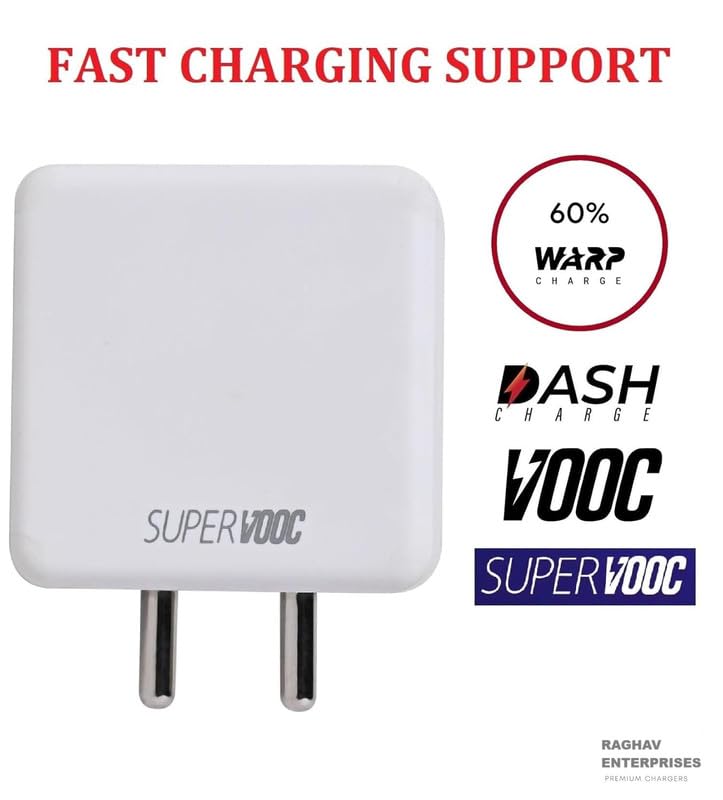 FAST CHARGING SUPPORT
60%
WARP
CHARGE
DASH
CHARGE
VOOC
SUPERVOOC
SUPERVOOC
RAGHAV
ENTERPRISES
PREMIUM CHARGERS